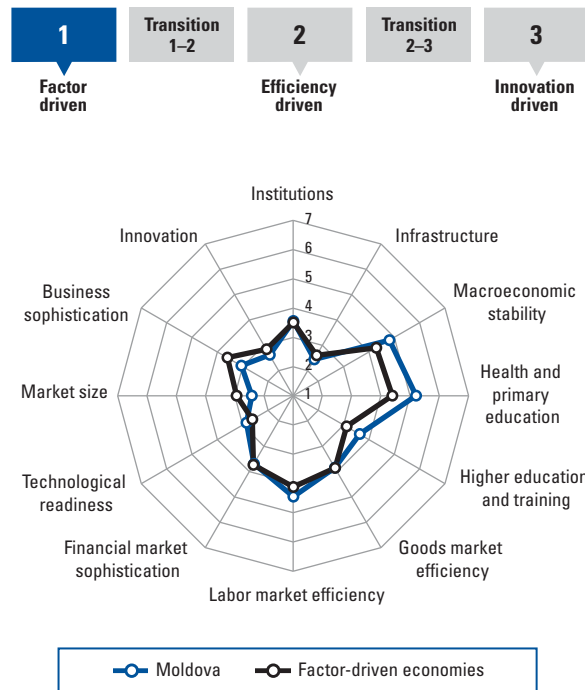 1
Transition
1–2
2
Transition
2–3
3
Factor
driven
Efficiency
driven
Innovation
driven
Institutions
7
6
5
4
3
2
1
Infrastructure
Macroeconomic
stability
Health and
primary
education
Higher education
and training
Goods market
efficiency
Labor market efficiency
Financial market
sophistication
Technological
readiness
Market size
Business
sophistication
Innovation
Moldova
Factor-driven economies